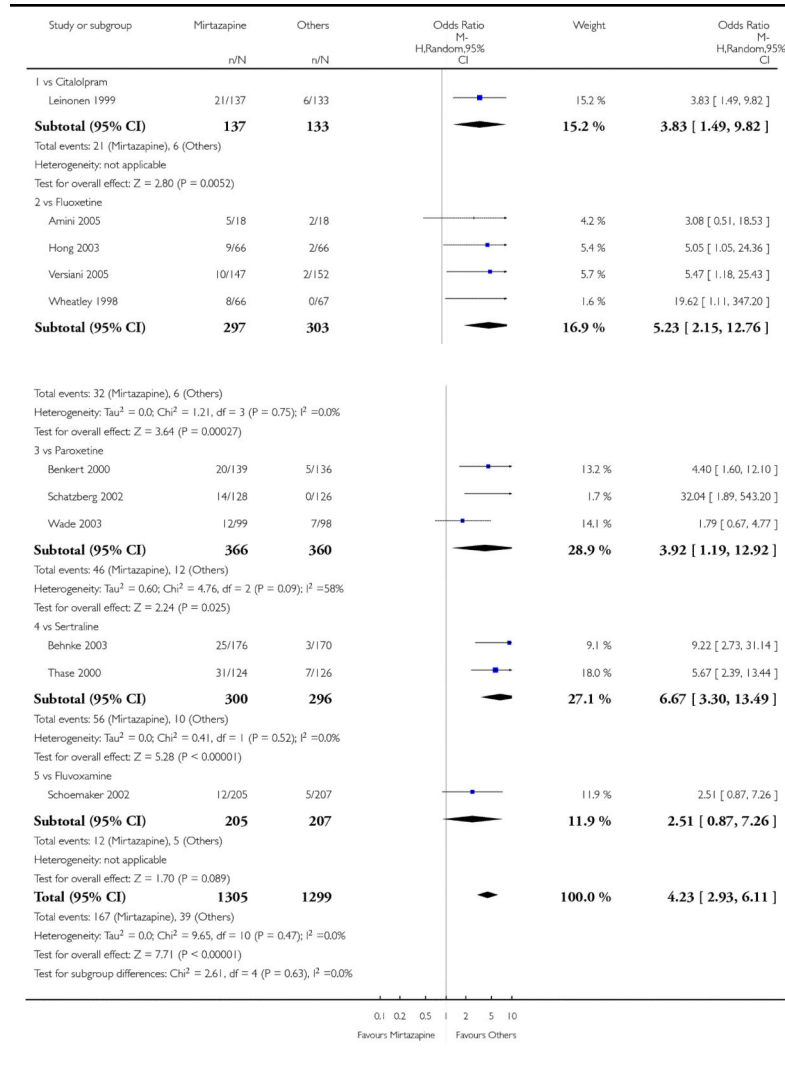 Study or subgroup Mirtazapine Others Odds Ratio Weight Odds Ratio
M- M-
H,Random,95% H,Random,95%
n/N n/N CI CI
1 vs Citalolpram
Leinonen 1999 21/137 6/133 15.2 % 3.83 [ 1.49, 9.82 ]
Subtotal (95% CI) 137 133 15.2 % 3.83 [ 1.49, 9.82 ]
Total events: 21 (Mirtazapine), 6 (Others)
Heterogeneity: not applicable
Test for overall effect: Z = 2.80 (P = 0.0052)
2 vs Fluoxetine
Amini 2005 5/18 2/18 4.2 % 3.08 [ 0.51, 18.53 ]
Hong 2003 9/66 2/66 5.4 % 5.05 [ 1.05, 24.36 ]
Versiani 2005 10/147 2/152 5.7 % 5.47 [ 1.18, 25.43 ]
Wheatley 1998 8/66 0/67 1.6 % 19.62 [ 1.11, 347.20 ]
Subtotal (95% CI) 297 303 16.9 % 5.23 [ 2.15, 12.76 ]
Total events: 32 (Mirtazapine), 6 (Others)
Heterogeneity: Tau² = 0.0; Chi² = 1.21, df = 3 (P = 0.75); I² =0.0%
Test for overall effect: Z = 3.64 (P = 0.00027)
3 vs Paroxetine
Benkert 2000 20/139 5/136 13.2 % 4.40 [ 1.60, 12.10 ]
Schatzberg 2002 14/128 0/126 1.7 % 32.04 [ 1.89, 543.20 ]
Wade 2003 12/99 7/98 14.1 % 1.79 [ 0.67, 4.77 ]
Subtotal (95% CI) 366 360 28.9 % 3.92 [ 1.19, 12.92 ]
Total events: 46 (Mirtazapine), 12 (Others)
Heterogeneity: Tau² = 0.60; Chi² = 4.76, df = 2 (P = 0.09); I² =58%
Test for overall effect: Z = 2.24 (P = 0.025)
4 vs Sertraline
Behnke 2003 25/176 3/170 9.1 % 9.22 [ 2.73, 31.14 ]
Thase 2000 31/124 7/126 18.0 % 5.67 [ 2.39, 13.44 ]
Subtotal (95% CI) 300 296 27.1 % 6.67 [ 3.30, 13.49 ]
Total events: 56 (Mirtazapine), 10 (Others)
Heterogeneity: Tau² = 0.0; Chi² = 0.41, df = 1 (P = 0.52); I² =0.0%
Test for overall effect: Z = 5.28 (P < 0.00001)
5 vs Fluvoxamine
Schoemaker 2002 12/205 5/207 11.9 % 2.51 [ 0.87, 7.26 ]
Subtotal (95% CI) 205 207 11.9 % 2.51 [ 0.87, 7.26 ]
Total events: 12 (Mirtazapine), 5 (Others)
Heterogeneity: not applicable
Test for overall effect: Z = 1.70 (P = 0.089)
Total (95% CI) 1305 1299 100.0 % 4.23 [ 2.93, 6.11 ]
Total events: 167 (Mirtazapine), 39 (Others)
Heterogeneity: Tau² = 0.0; Chi² = 9.65, df = 10 (P = 0.47); I² =0.0%
Test for overall effect: Z = 7.71 (P < 0.00001)
Test for subgroup differences: Chi² = 2.61, df = 4 (P = 0.63), I² =0.0%
0.1 0.2 0.5 1 2 5 10
Favours Mirtazapine Favours Others